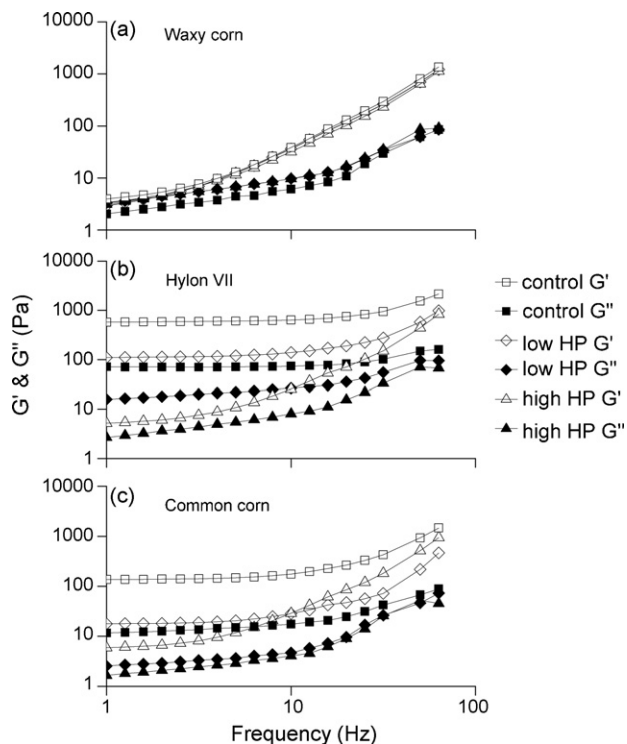 (a) Waxy corn
10000
1000
100
10
1
(b) Hylon VII
10000
1000
100
10
1
(c) Common corn
10000
1000
100
10
1
1 10 100
G' & G" (Pa)
Frequency (Hz)
control G'
control G"
low HP G'
low HP G"
high HP G'
high HP G"